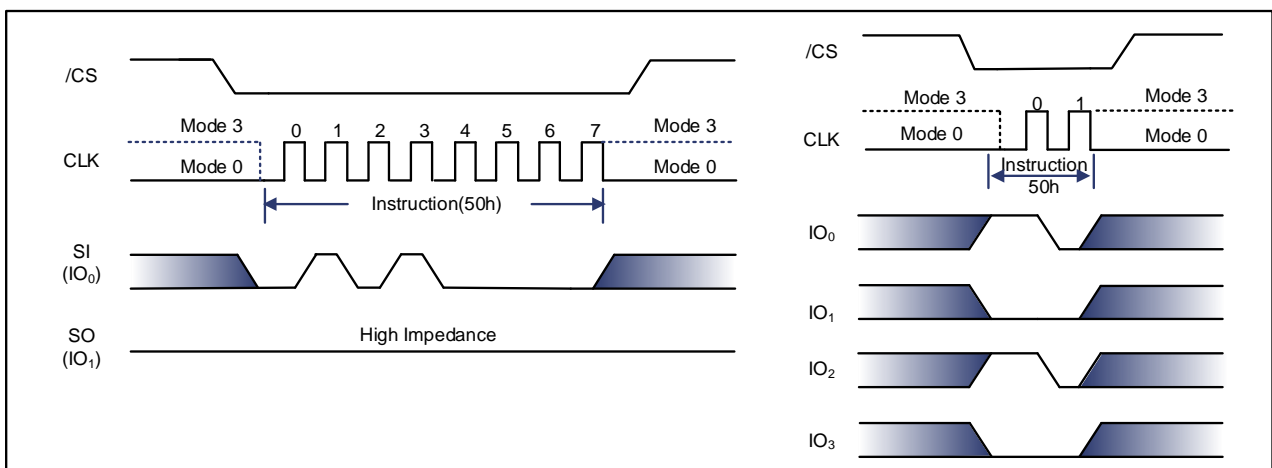 /CS
Mode 3
0 1 2 3 4 5 6 7
Mode 3
CLK
Mode 0
Mode 0
Instruction(50h)
SI
(IO0)
SO
(IO1)
High Impedance
/CS
Mode 3
0 1
Mode 3
CLK
Mode 0
Mode 0
Instruction
50h
IO0
IO1
IO2
IO3